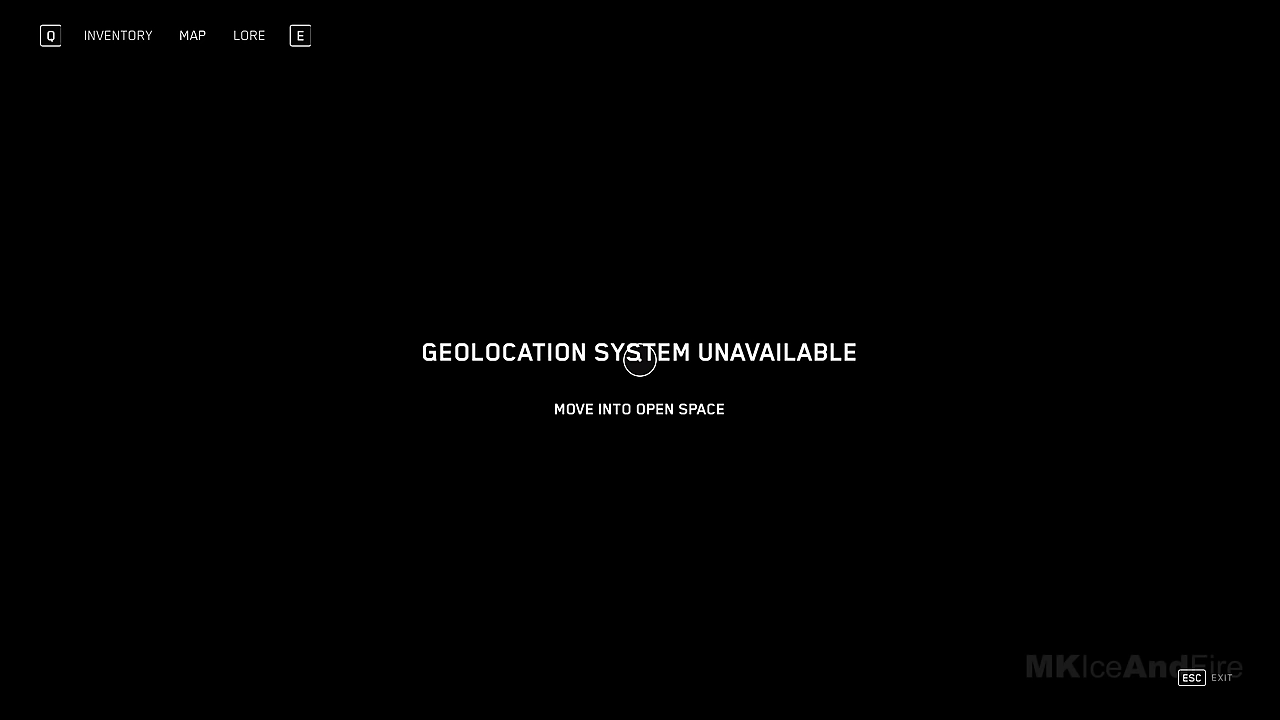 Q INVENTORY MAP LORE E
GEOLOCATION SYSTEM UNAVAILABLE
MOVE INTO OPEN SPACE
MKIceAndFire
ESC EXIT